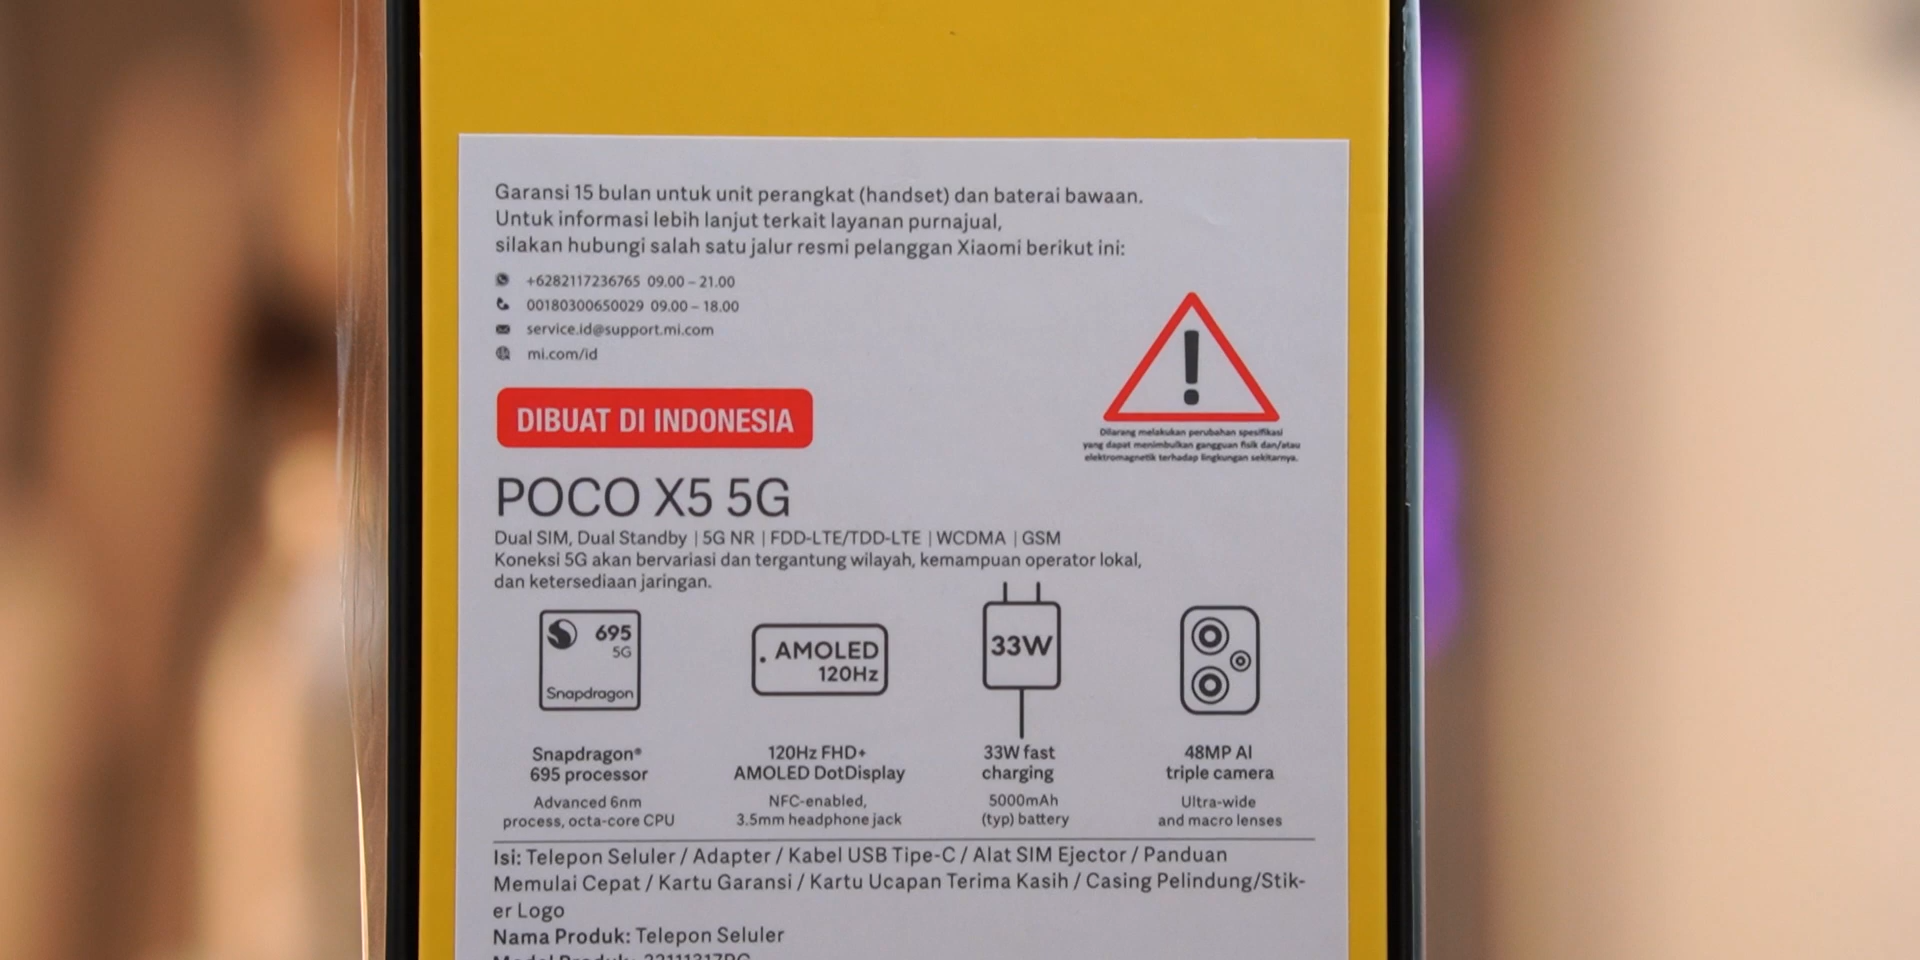 Garansi 15 bulan untuk unit perangkat (handset) dan baterai bawaan.
Untuk informasi lebih lanjut terkait layanan purnajual,
silakan hubungi salah satu jalur resmi pelanggan Xiaomi berikut ini:
+6282117236765 09.00 – 21.00
00180300650029 09.00 – 18.00
service.id@support.mi.com
mi.com/id
Dilarang melakukan perubahan spesifikasi
yang dapat menimbulkan gangguan fisik dan/atau
elektromagnetik terhadap lingkungan sekitarnya.
DIBUAT DI INDONESIA
POCO X5 5G
Dual SIM, Dual Standby | 5G NR | FDD-LTE/TDD-LTE | WCDMA | GSM
Koneksi 5G akan bervariasi dan tergantung wilayah, kemampuan operator lokal,
dan ketersediaan jaringan.
695
5G
Snapdragon
Snapdragon®
695 processor
Advanced 6nm
process, octa-core CPU
AMOLED
120Hz
120Hz FHD+
AMOLED DotDisplay
NFC-enabled,
3.5mm headphone jack
33W
33W fast
charging
5000mAh
(typ) battery
48MP AI
triple camera
Ultra-wide
and macro lenses
Isi: Telepon Seluler / Adapter / Kabel USB Tipe-C / Alat SIM Ejector / Panduan
Memulai Cepat / Kartu Garansi / Kartu Ucapan Terima Kasih / Casing Pelindung/Stik-
er Logo
Nama Produk: Telepon Seluler